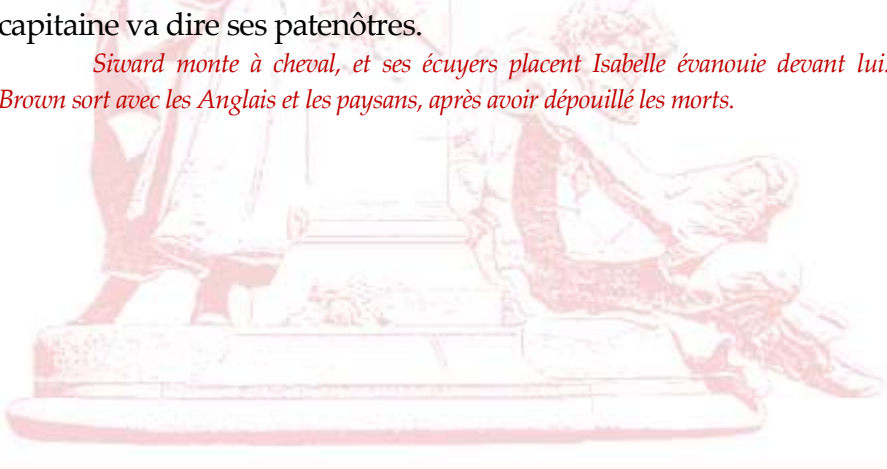 capitaine va dire ses patenôtres.
Siward monte à cheval, et ses écuyers placent Isabelle évanouie devant lui.
Brown sort avec les Anglais et les paysans, après avoir dépouillé les morts.